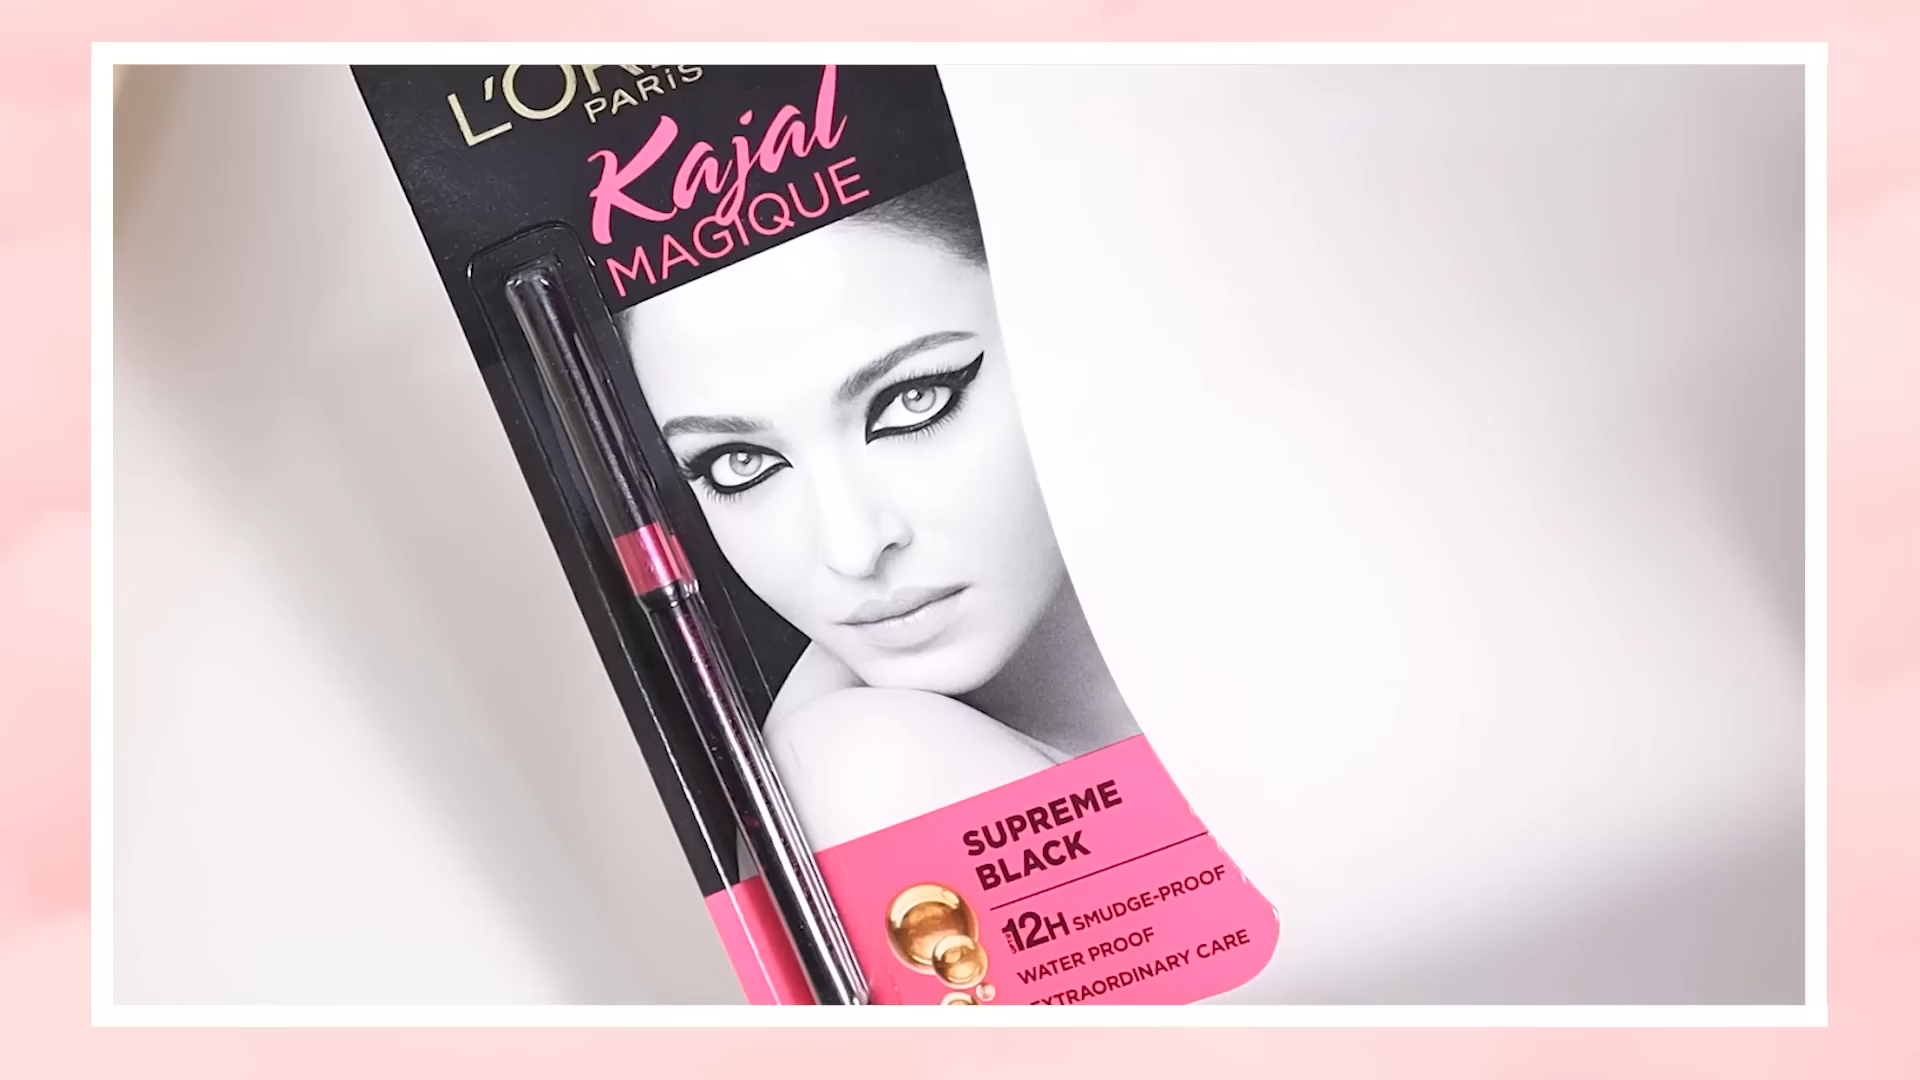 PARiS
Kajal
MAGIQUE
SUPREME
BLACK
12H SMUDGE-PROOF
WATER PROOF
EXTRAORDINARY CARE